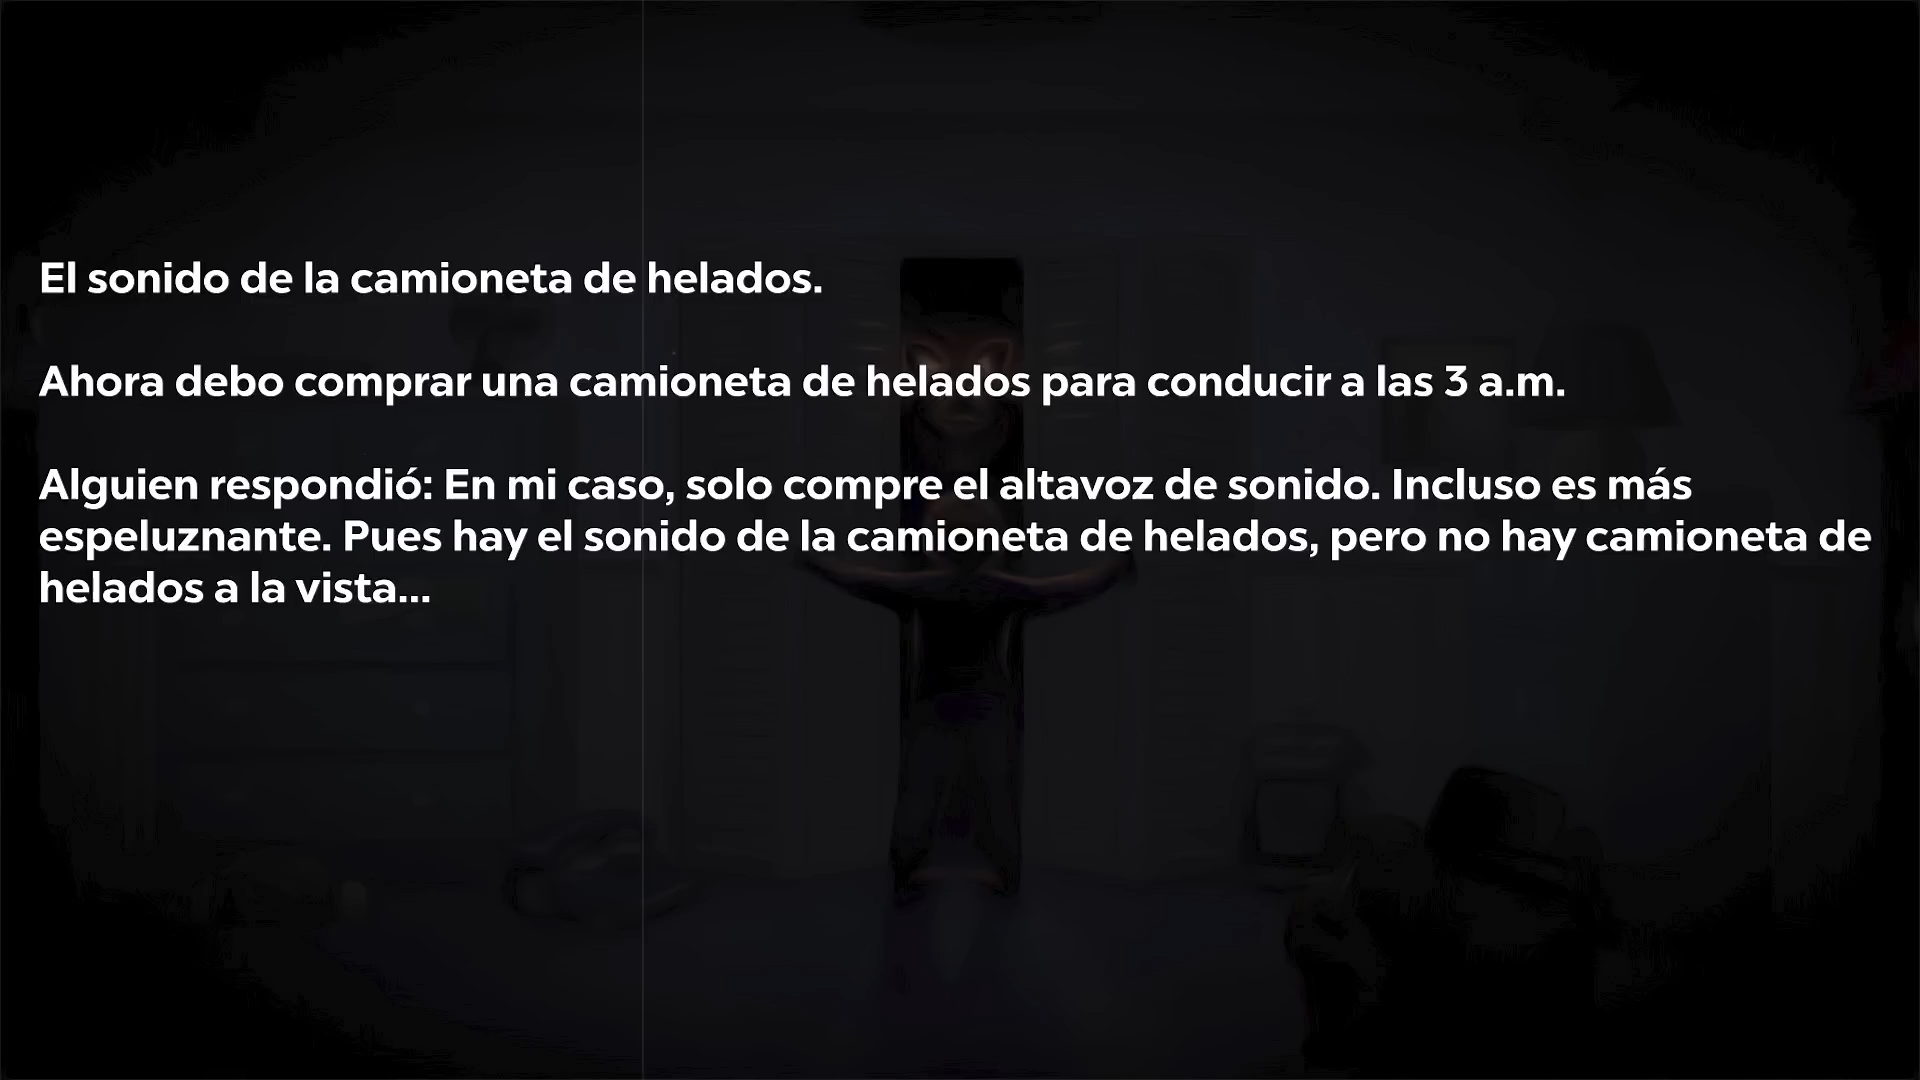 El sonido de la camioneta de helados.
Ahora debo comprar una camioneta de helados para conducir a las 3 a.m.
Alguien respondió: En mi caso, solo compre el altavoz de sonido. Incluso es más
espeluznante. Pues hay el sonido de la camioneta de helados, pero no hay camioneta de
helados a la vista...